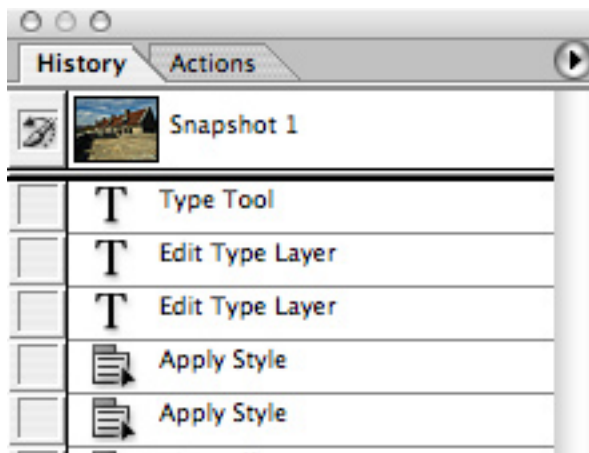 History Actions
Snapshot 1
T Type Tool
T Edit Type Layer
T Edit Type Layer
Apply Style
Apply Style